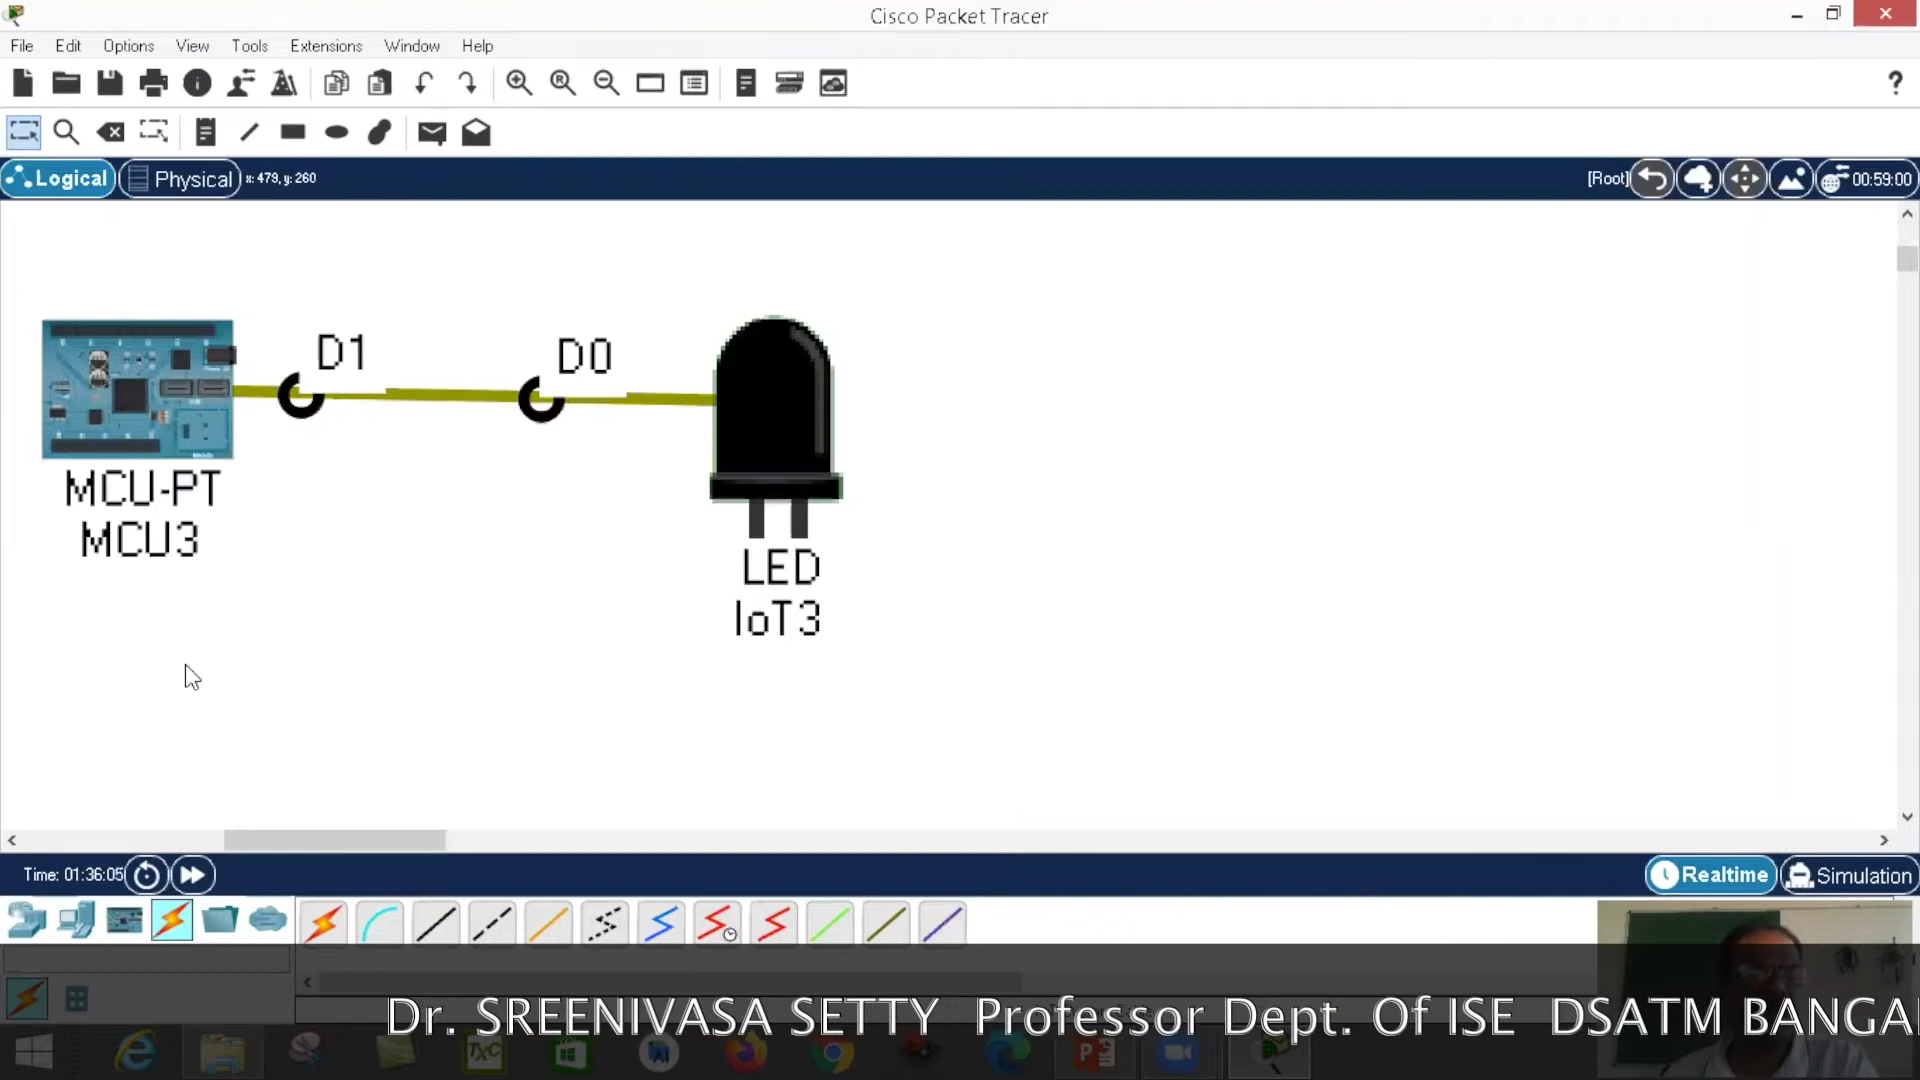 Cisco Packet Tracer
File Edit Options View Tools Extensions Window Help
Logical Physical x: 479, y: 260 [Root] 00:59:00
D1
D0
MCU-PT
MCU3
LED
IoT3
Time: 01:36:05 Realtime Simulation
Dr. SREENIVASA SETTY Professor Dept. Of ISE DSATM BANGA